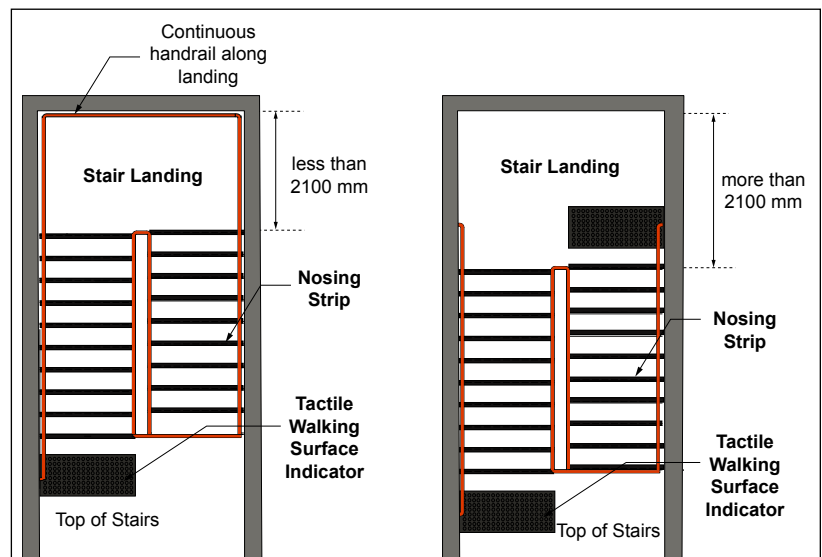 Continuous
handrail along
landing
Stair Landing
less than
2100 mm
Nosing
Strip
Tactile
Walking
Surface
Indicator
Top of Stairs
Stair Landing
more than
2100 mm
Nosing
Strip
Tactile
Walking
Surface
Indicator
Top of Stairs